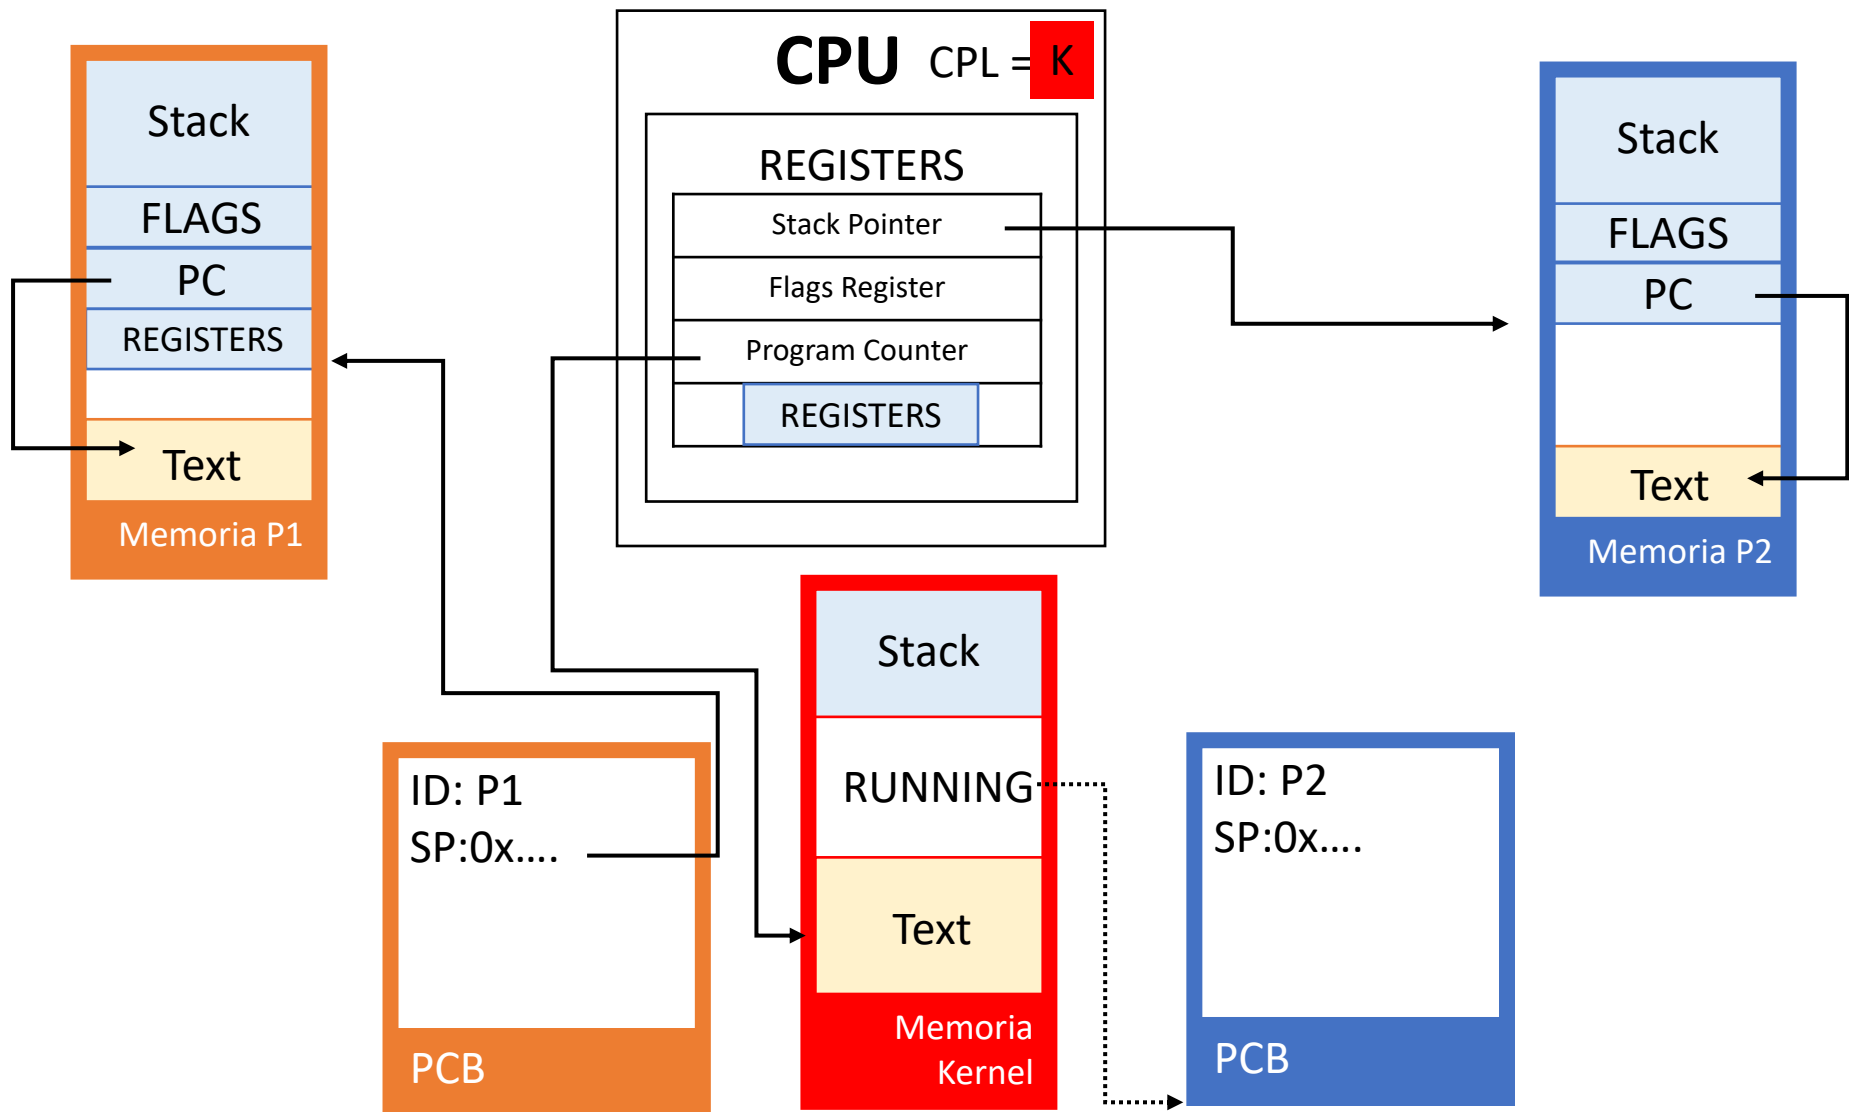 Stack
FLAGS
PC
REGISTERS
Text
Memoria P1
CPU CPL = K
REGISTERS
Stack Pointer
Flags Register
Program Counter
REGISTERS
Stack
FLAGS
PC
Text
Memoria P2
ID: P1
SP:0x....
PCB
Stack
RUNNING
Text
Memoria
Kernel
ID: P2
SP:0x....
PCB